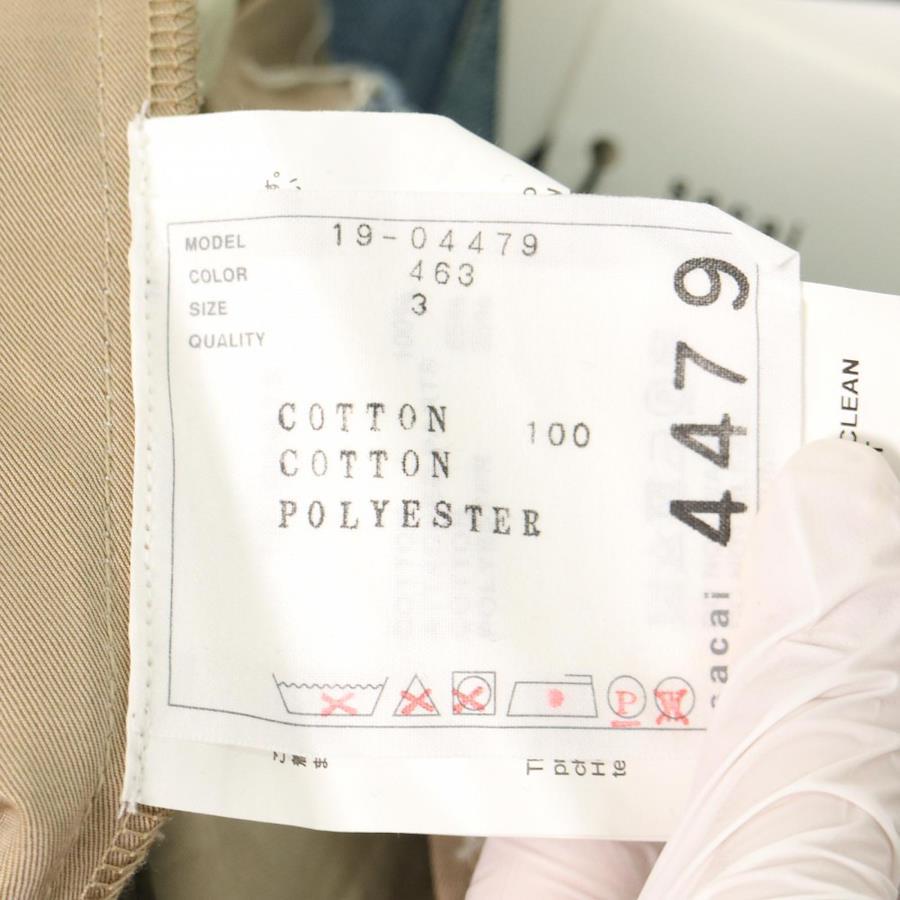 MODEL 19-04479
COLOR 463
SIZE 3
QUALITY
COTTON 100
COTTON
POLYESTER
sacai 4479
P
W
CLEAN